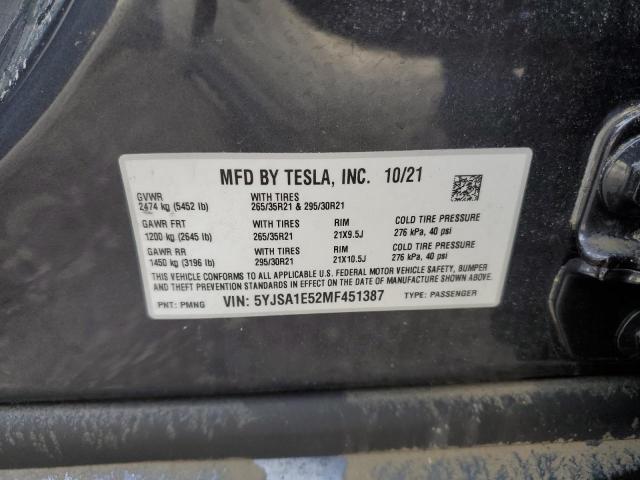 MFD BY TESLA, INC. 10/21
GVWR WITH TIRES
2474 kg (5452 lb) 265/35R21 & 295/30R21
GAWR FRT WITH TIRES RIM COLD TIRE PRESSURE
1200 kg (2645 lb) 265/35R21 21X9.5J 276 kPa, 40 psi
GAWR RR WITH TIRES RIM COLD TIRE PRESSURE
1450 kg (3196 lb) 295/30R21 21X10.5J 276 kPa, 40 psi
THIS VEHICLE CONFORMS TO ALL APPLICABLE U.S. FEDERAL MOTOR VEHICLE SAFETY, BUMPER,
AND THEFT PREVENTION STANDARDS IN EFFECT ON THE DATE OF MANUFACTURE SHOWN ABOVE.
PNT: PMNG VIN: 5YJSA1E52MF451387 TYPE: PASSENGER